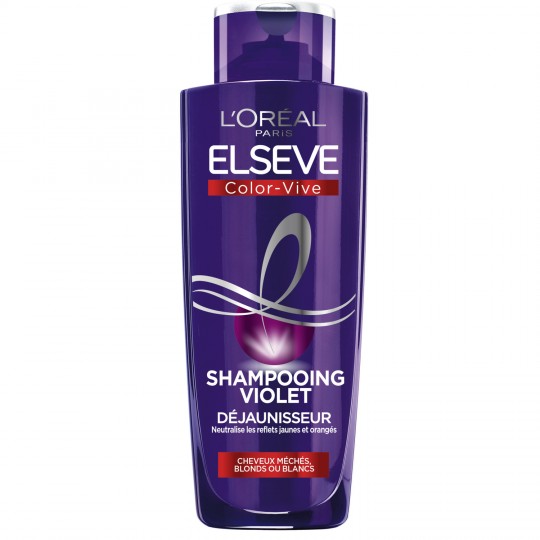 L'ORÉAL
PARIS
ELSEVE
Color-Vive
SHAMPOOING
VIOLET
DÉJAUNISSEUR
Neutralise les reflets jaunes et orangés
CHEVEUX MÉCHÉS,
BLONDS OU BLANCS